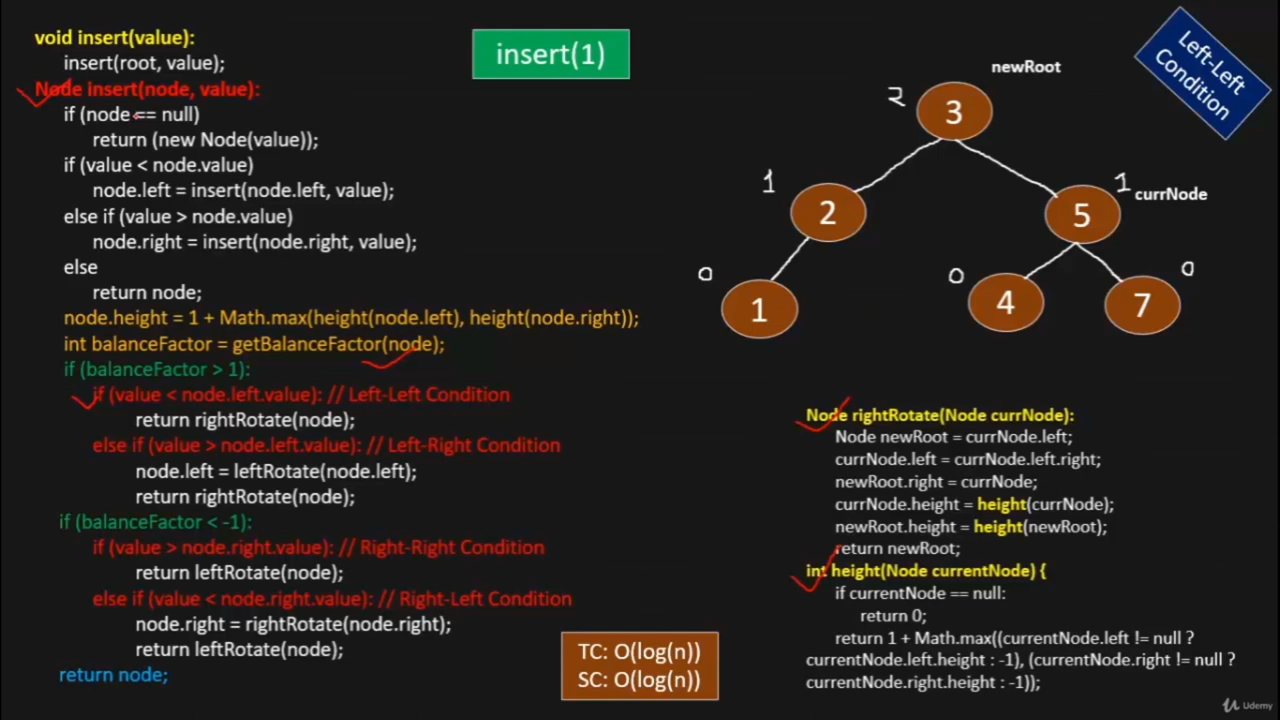 void insert(value):
insert(root, value);
Node insert(node, value):
if (node == null)
return (new Node(value));
if (value < node.value)
node.left = insert(node.left, value);
else if (value > node.value)
node.right = insert(node.right, value);
else
return node;
node.height = 1 + Math.max(height(node.left), height(node.right));
int balanceFactor = getBalanceFactor(node);
if (balanceFactor > 1):
if (value < node.left.value): // Left-Left Condition
return rightRotate(node);
else if (value > node.left.value): // Left-Right Condition
node.left = leftRotate(node.left);
return rightRotate(node);
if (balanceFactor < -1):
if (value > node.right.value): // Right-Right Condition
return leftRotate(node);
else if (value < node.right.value): // Right-Left Condition
node.right = rightRotate(node.right);
return leftRotate(node);
return node;
insert(1)
TC: O(log(n))
SC: O(log(n))
Left-Left
Condition
newRoot
2
3
1
2
1
currNode
5
0
1
0
4
0
7
Node rightRotate(Node currNode):
Node newRoot = currNode.left;
currNode.left = currNode.left.right;
newRoot.right = currNode;
currNode.height = height(currNode);
newRoot.height = height(newRoot);
return newRoot;
int height(Node currentNode) {
if currentNode == null:
return 0;
return 1 + Math.max((currentNode.left != null ?
currentNode.left.height : -1), (currentNode.right != null ?
currentNode.right.height : -1));
Udemy